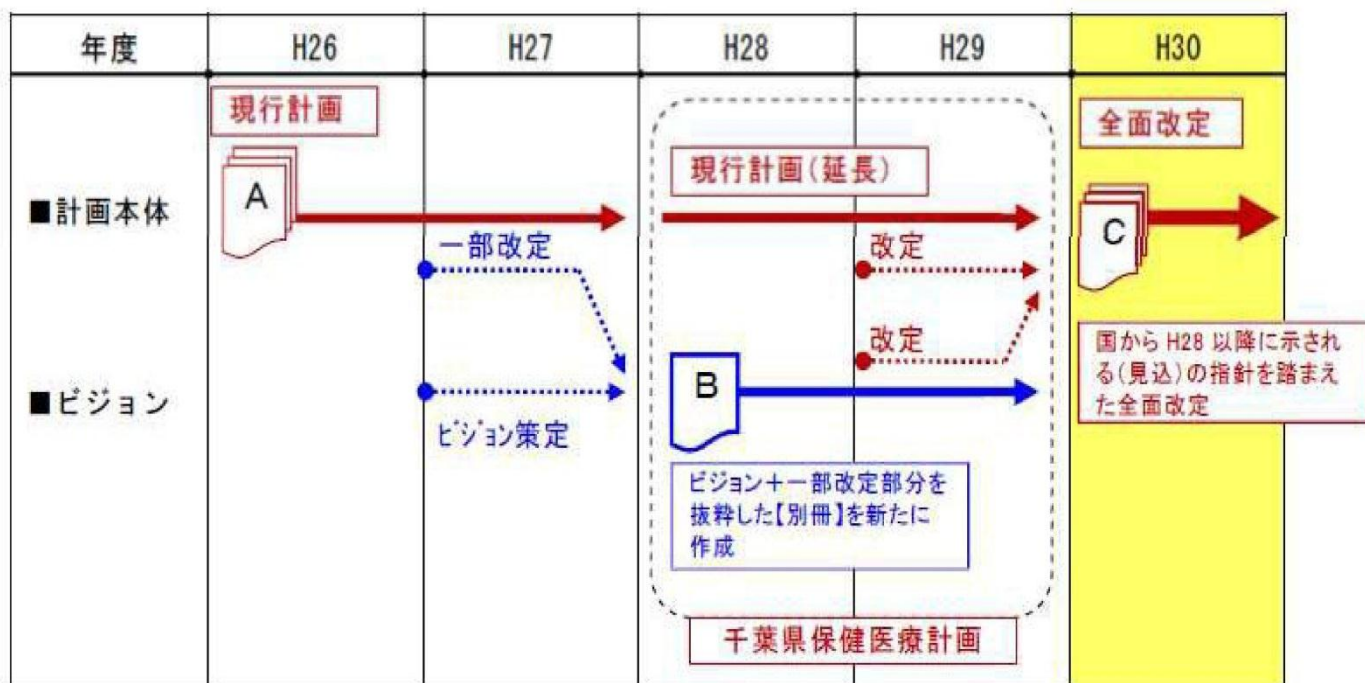 年度 H26 H27 H28 H29 H30
現行計画
全面改定
現行計画(延長)
■計画本体
A
C
一部改定
改定
改定
国から H28 以降に示され
る(見込)の指針を踏まえ
た全面改定
■ビジョン
B
ビジョン策定
ビジョン+一部改定部分を
抜粋した【別冊】を新たに
作成
千葉県保健医療計画